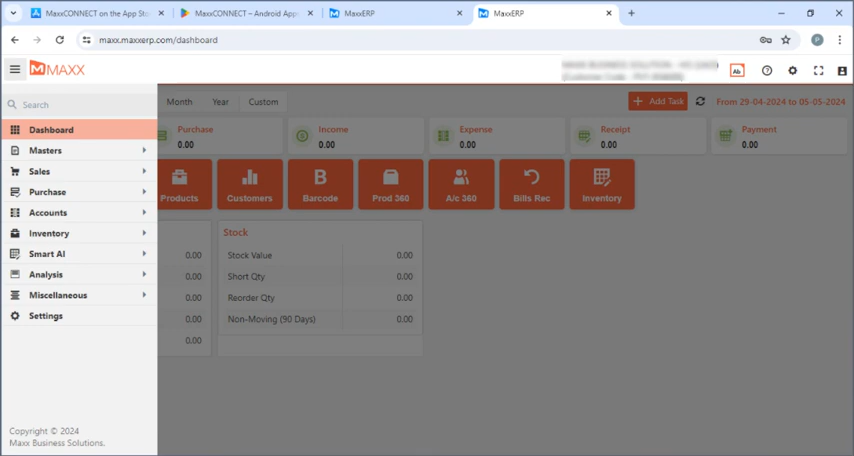 MaxxCONNECT on the App Sto
MaxxCONNECT – Android Apps
MaxxERP
MaxxERP
maxx.maxxerp.com/dashboard
P
MAXX
Search
Dashboard
Masters
Sales
Purchase
Accounts
Inventory
Smart AI
Analysis
Miscellaneous
Settings
Copyright © 2024
Maxx Business Solutions.
Month Year Custom
Add Task
From 29-04-2024 to 05-05-2024
Purchase
0.00
Income
0.00
Expense
0.00
Receipt
0.00
Payment
0.00
Products
Customers
Barcode
Prod 360
A/c 360
Bills Rec
Inventory
0.00
0.00
0.00
0.00
0.00
Stock
Stock Value 0.00
Short Qty 0.00
Reorder Qty 0.00
Non-Moving (90 Days) 0.00